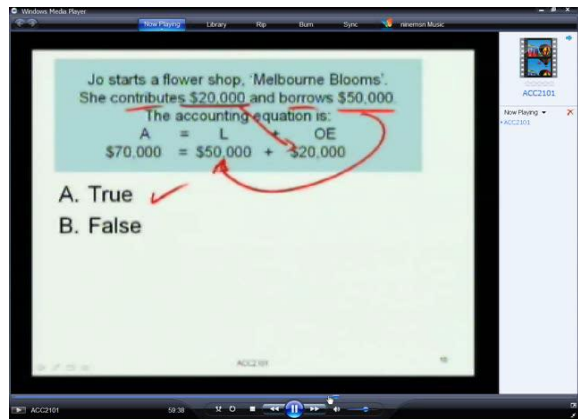 Windows Media Player
Now Playing
Library
Rip
Burn
Sync
ninemsn Music
Jo starts a flower shop, 'Melbourne Blooms'.
She contributes $20,000 and borrows $50,000.
The accounting equation is:
A = L + OE
$70,000 = $50,000 + $20,000
A. True
B. False
ACC2101
ACC2101
Now Playing
ACC2101
ACC2101
59:38